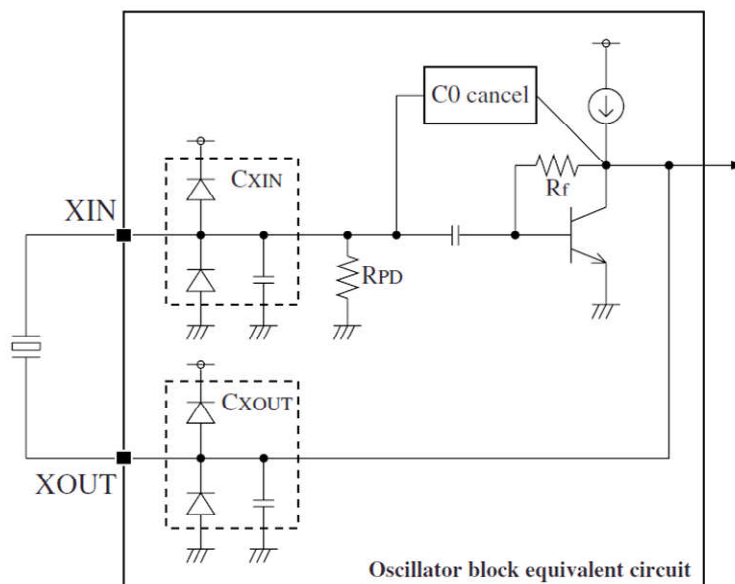 C0 cancel
CXIN
Rf
XIN
RPD
CXOUT
XOUT
Oscillator block equivalent circuit